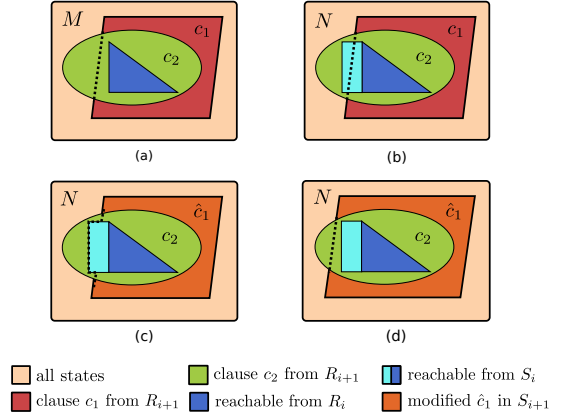 M
c₁
c₂
(a)
N
c₁
c₂
(b)
N
ĉ₁
c₂
(c)
N
ĉ₁
c₂
(d)
all states
clause c₂ from Rᵢ₊₁
reachable from Sᵢ
clause c₁ from Rᵢ₊₁
reachable from Rᵢ
modified ĉ₁ in Sᵢ₊₁